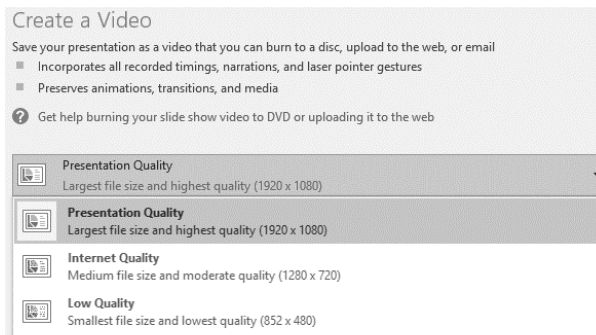 Create a Video
Save your presentation as a video that you can burn to a disc, upload to the web, or email
Incorporates all recorded timings, narrations, and laser pointer gestures
Preserves animations, transitions, and media
Get help burning your slide show video to DVD or uploading it to the web
Presentation Quality
Largest file size and highest quality (1920 x 1080)
Presentation Quality
Largest file size and highest quality (1920 x 1080)
Internet Quality
Medium file size and moderate quality (1280 x 720)
Low Quality
Smallest file size and lowest quality (852 x 480)